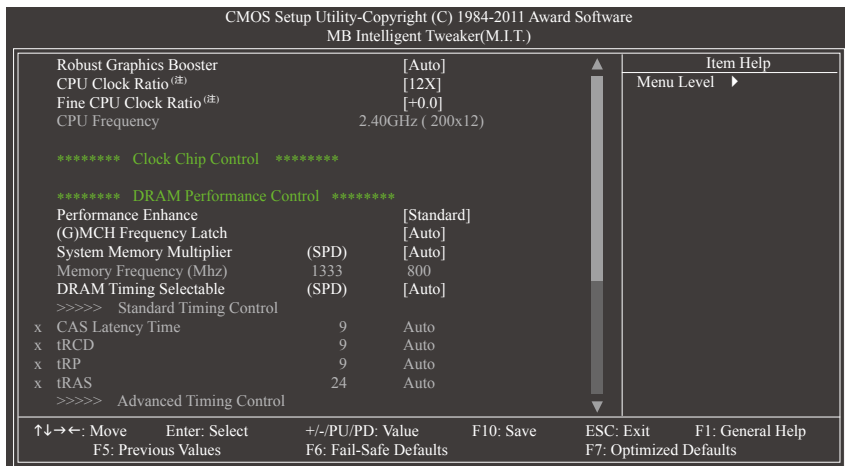 CMOS Setup Utility-Copyright (C) 1984-2011 Award Software
MB Intelligent Tweaker(M.I.T.)
Robust Graphics Booster [Auto]
CPU Clock Ratio (注) [12X]
Fine CPU Clock Ratio (注) [+0.0]
CPU Frequency 2.40GHz ( 200x12)
******** Clock Chip Control ********
******** DRAM Performance Control ********
Performance Enhance [Standard]
(G)MCH Frequency Latch [Auto]
System Memory Multiplier (SPD) [Auto]
Memory Frequency (Mhz) 1333 800
DRAM Timing Selectable (SPD) [Auto]
>>>>> Standard Timing Control
x CAS Latency Time 9 Auto
x tRCD 9 Auto
x tRP 9 Auto
x tRAS 24 Auto
>>>>> Advanced Timing Control
Item Help
Menu Level ▶
↑↓→←: Move Enter: Select +/-/PU/PD: Value F10: Save ESC: Exit F1: General Help
F5: Previous Values F6: Fail-Safe Defaults F7: Optimized Defaults